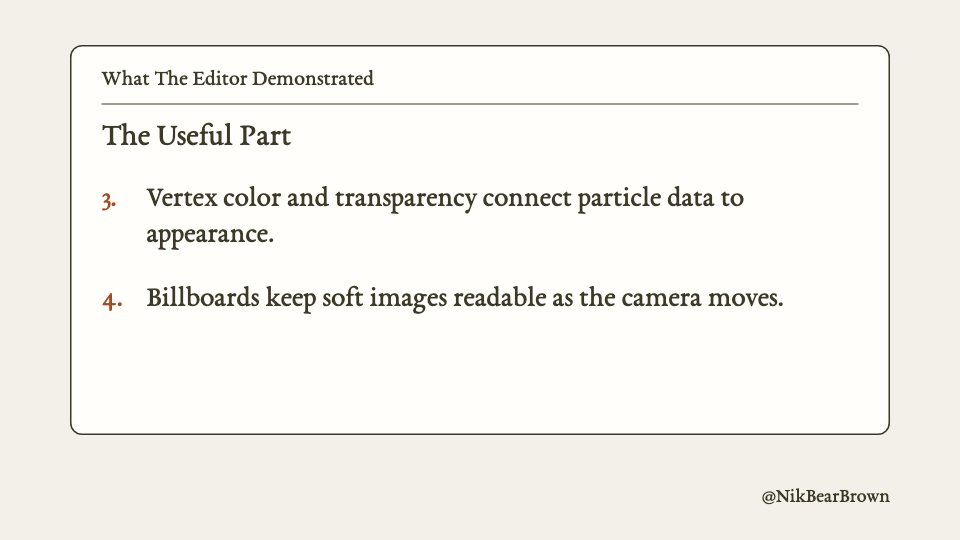 What The Editor Demonstrated
The Useful Part
3. Vertex color and transparency connect particle data to
appearance.
4. Billboards keep soft images readable as the camera moves.
@NikBearBrown